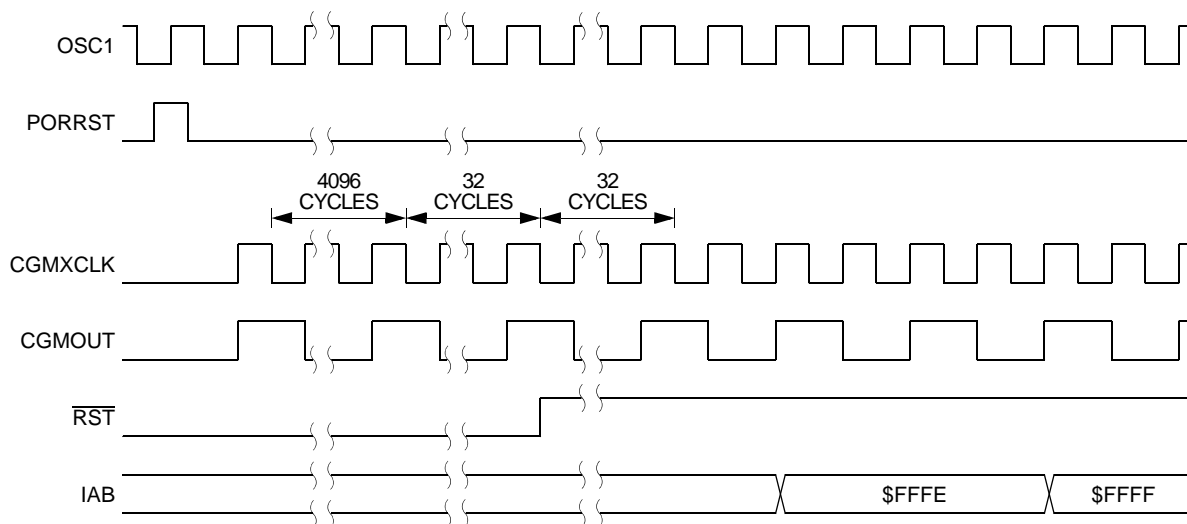 OSC1
PORRST
4096
CYCLES
32
CYCLES
32
CYCLES
CGMXCLK
CGMOUT
RST
IAB
$FFFE
$FFFF